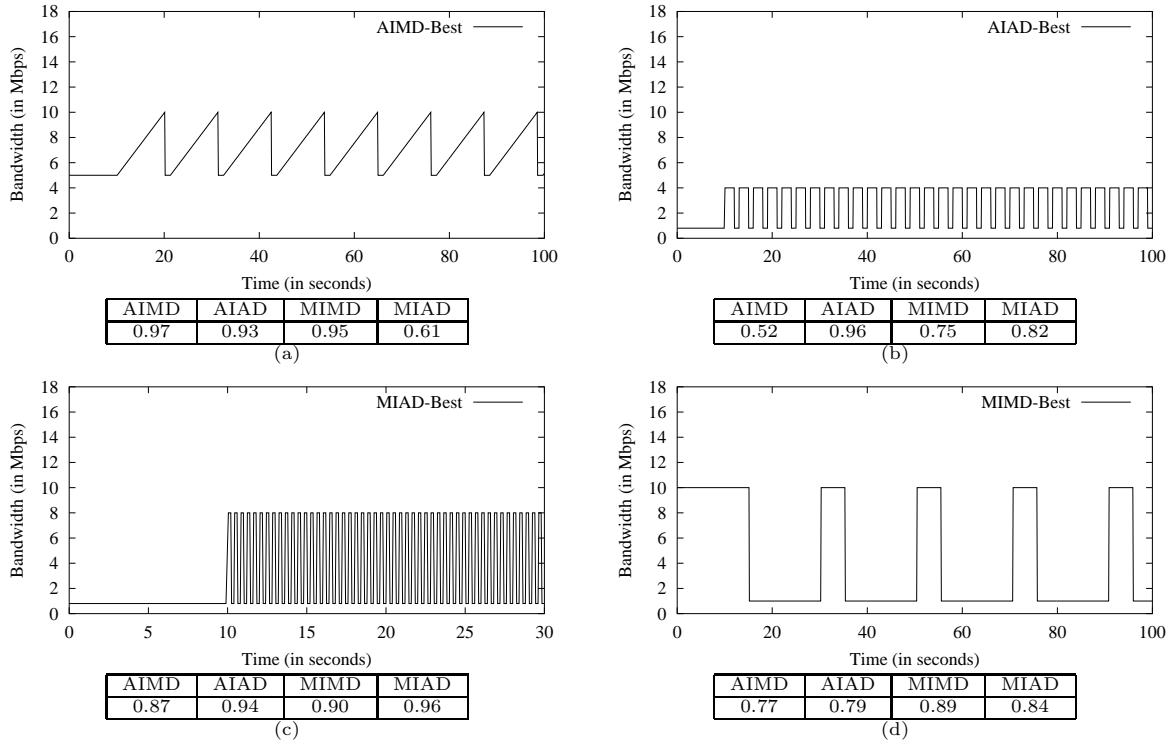 Bandwidth (in Mbps)
18
16
14
12
10
8
6
4
2
0
AIMD-Best
0 20 40 60 80 100
Time (in seconds)
AIMD AIAD MIMD MIAD
0.97 0.93 0.95 0.61
(a)
Bandwidth (in Mbps)
18
16
14
12
10
8
6
4
2
0
AIAD-Best
0 20 40 60 80 100
Time (in seconds)
AIMD AIAD MIMD MIAD
0.52 0.96 0.75 0.82
(b)
Bandwidth (in Mbps)
18
16
14
12
10
8
6
4
2
0
MIAD-Best
0 5 10 15 20 25 30
Time (in seconds)
AIMD AIAD MIMD MIAD
0.87 0.94 0.90 0.96
(c)
Bandwidth (in Mbps)
18
16
14
12
10
8
6
4
2
0
MIMD-Best
0 20 40 60 80 100
Time (in seconds)
AIMD AIAD MIMD MIAD
0.77 0.79 0.89 0.84
(d)